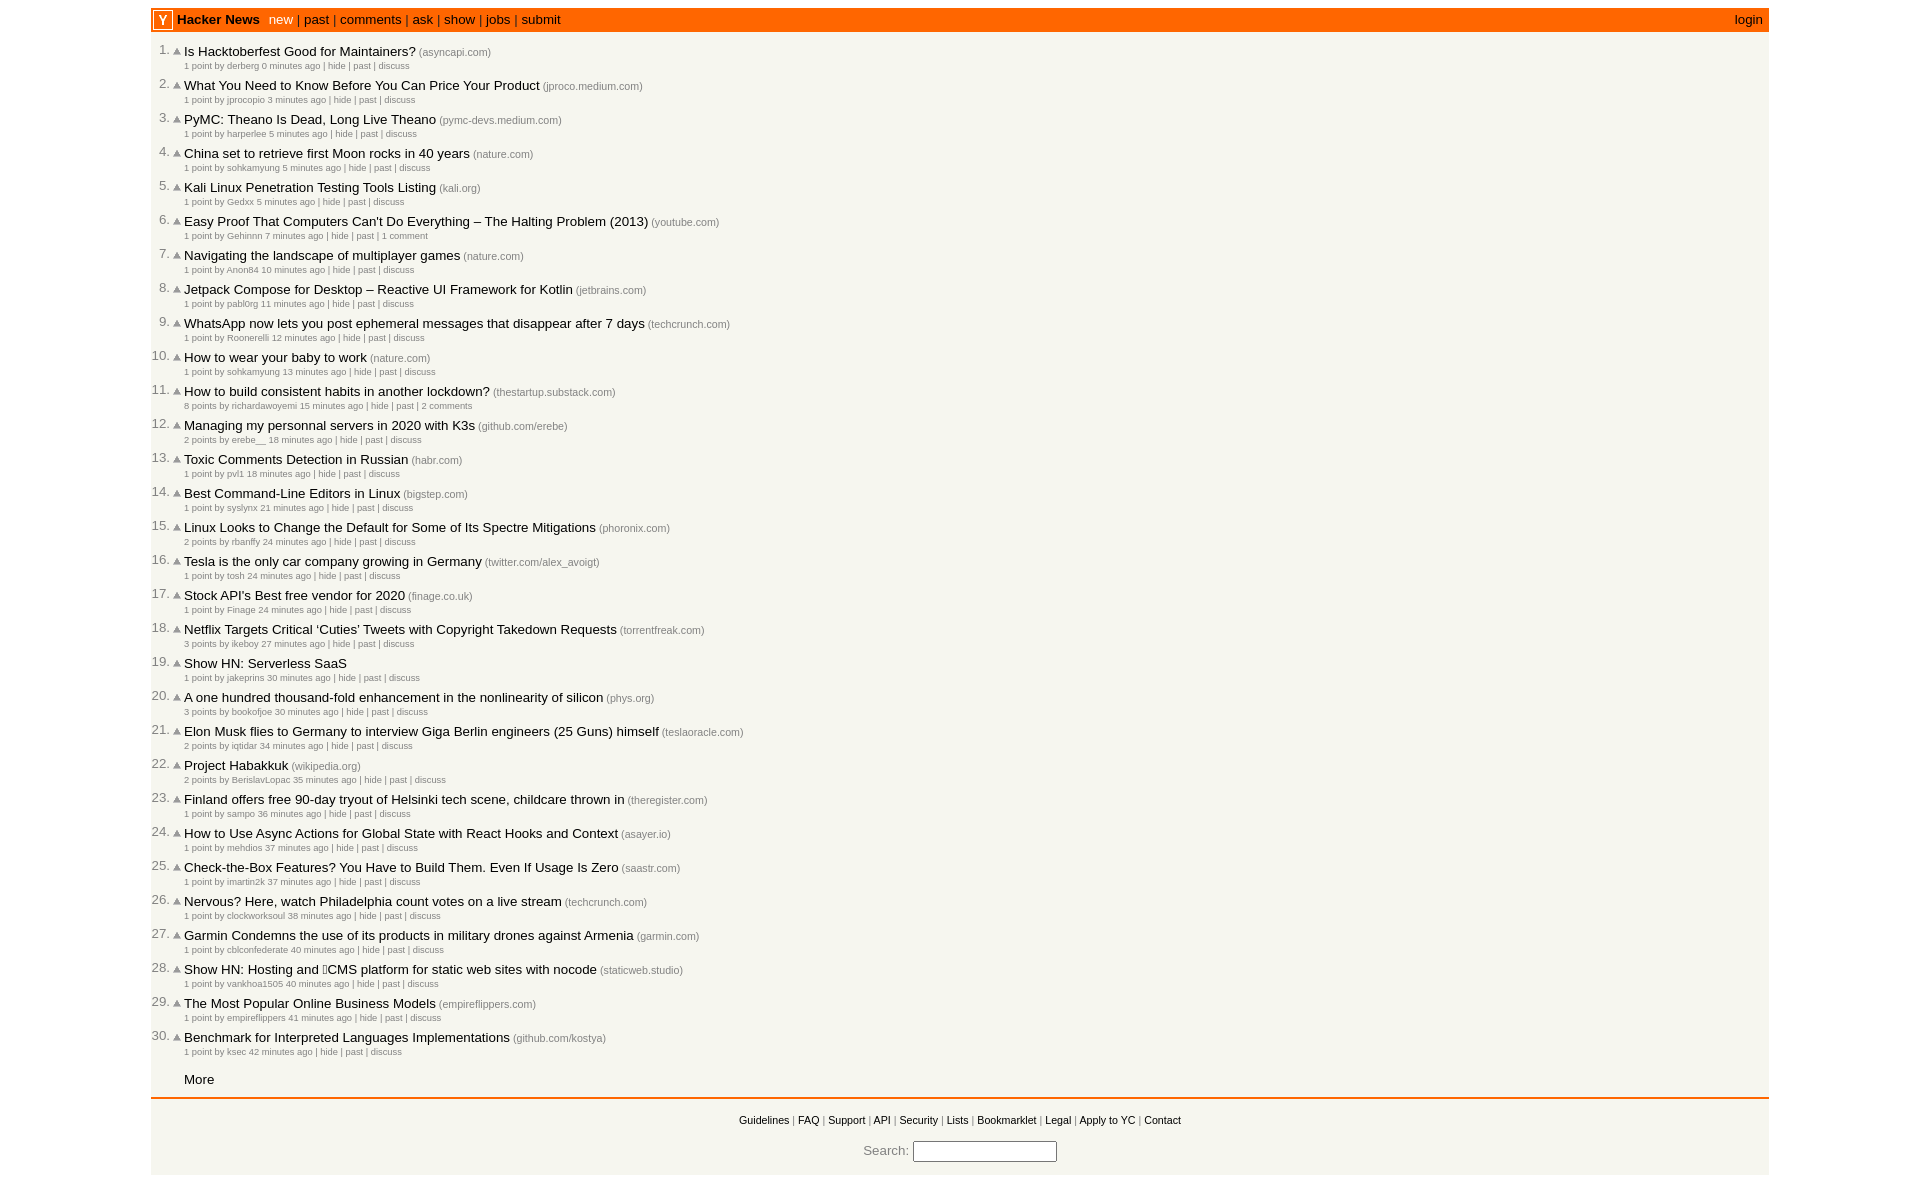 Y Hacker News new | past | comments | ask | show | jobs | submit login
1. Is Hacktoberfest Good for Maintainers? (asyncapi.com)
1 point by derberg 0 minutes ago | hide | past | discuss
2. What You Need to Know Before You Can Price Your Product (jproco.medium.com)
1 point by jprocopio 3 minutes ago | hide | past | discuss
3. PyMC: Theano Is Dead, Long Live Theano (pymc-devs.medium.com)
1 point by harperlee 5 minutes ago | hide | past | discuss
4. China set to retrieve first Moon rocks in 40 years (nature.com)
1 point by sohkamyung 5 minutes ago | hide | past | discuss
5. Kali Linux Penetration Testing Tools Listing (kali.org)
1 point by Gedxx 5 minutes ago | hide | past | discuss
6. Easy Proof That Computers Can't Do Everything – The Halting Problem (2013) (youtube.com)
1 point by Gehinnn 7 minutes ago | hide | past | 1 comment
7. Navigating the landscape of multiplayer games (nature.com)
1 point by Anon84 10 minutes ago | hide | past | discuss
8. Jetpack Compose for Desktop – Reactive UI Framework for Kotlin (jetbrains.com)
1 point by pabl0rg 11 minutes ago | hide | past | discuss
9. WhatsApp now lets you post ephemeral messages that disappear after 7 days (techcrunch.com)
1 point by Roonerelli 12 minutes ago | hide | past | discuss
10. How to wear your baby to work (nature.com)
1 point by sohkamyung 13 minutes ago | hide | past | discuss
11. How to build consistent habits in another lockdown? (thestartup.substack.com)
8 points by richardawoyemi 15 minutes ago | hide | past | 2 comments
12. Managing my personnal servers in 2020 with K3s (github.com/erebe)
2 points by erebe__ 18 minutes ago | hide | past | discuss
13. Toxic Comments Detection in Russian (habr.com)
1 point by pvl1 18 minutes ago | hide | past | discuss
14. Best Command-Line Editors in Linux (bigstep.com)
1 point by syslynx 21 minutes ago | hide | past | discuss
15. Linux Looks to Change the Default for Some of Its Spectre Mitigations (phoronix.com)
2 points by rbanffy 24 minutes ago | hide | past | discuss
16. Tesla is the only car company growing in Germany (twitter.com/alex_avoigt)
1 point by tosh 24 minutes ago | hide | past | discuss
17. Stock API's Best free vendor for 2020 (finage.co.uk)
1 point by Finage 24 minutes ago | hide | past | discuss
18. Netflix Targets Critical ‘Cuties’ Tweets with Copyright Takedown Requests (torrentfreak.com)
3 points by ikeboy 27 minutes ago | hide | past | discuss
19. Show HN: Serverless SaaS
1 point by jakeprins 30 minutes ago | hide | past | discuss
20. A one hundred thousand-fold enhancement in the nonlinearity of silicon (phys.org)
3 points by bookofjoe 30 minutes ago | hide | past | discuss
21. Elon Musk flies to Germany to interview Giga Berlin engineers (25 Guns) himself (teslaoracle.com)
2 points by iqtidar 34 minutes ago | hide | past | discuss
22. Project Habakkuk (wikipedia.org)
2 points by BerislavLopac 35 minutes ago | hide | past | discuss
23. Finland offers free 90-day tryout of Helsinki tech scene, childcare thrown in (theregister.com)
1 point by sampo 36 minutes ago | hide | past | discuss
24. How to Use Async Actions for Global State with React Hooks and Context (asayer.io)
1 point by mehdios 37 minutes ago | hide | past | discuss
25. Check-the-Box Features? You Have to Build Them. Even If Usage Is Zero (saastr.com)
1 point by imartin2k 37 minutes ago | hide | past | discuss
26. Nervous? Here, watch Philadelphia count votes on a live stream (techcrunch.com)
1 point by clockworksoul 38 minutes ago | hide | past | discuss
27. Garmin Condemns the use of its products in military drones against Armenia (garmin.com)
1 point by cblconfederate 40 minutes ago | hide | past | discuss
28. Show HN: Hosting and CMS platform for static web sites with nocode (staticweb.studio)
1 point by vankhoa1505 40 minutes ago | hide | past | discuss
29. The Most Popular Online Business Models (empireflippers.com)
1 point by empireflippers 41 minutes ago | hide | past | discuss
30. Benchmark for Interpreted Languages Implementations (github.com/kostya)
1 point by ksec 42 minutes ago | hide | past | discuss
More
Guidelines | FAQ | Support | API | Security | Lists | Bookmarklet | Legal | Apply to YC | Contact
Search: